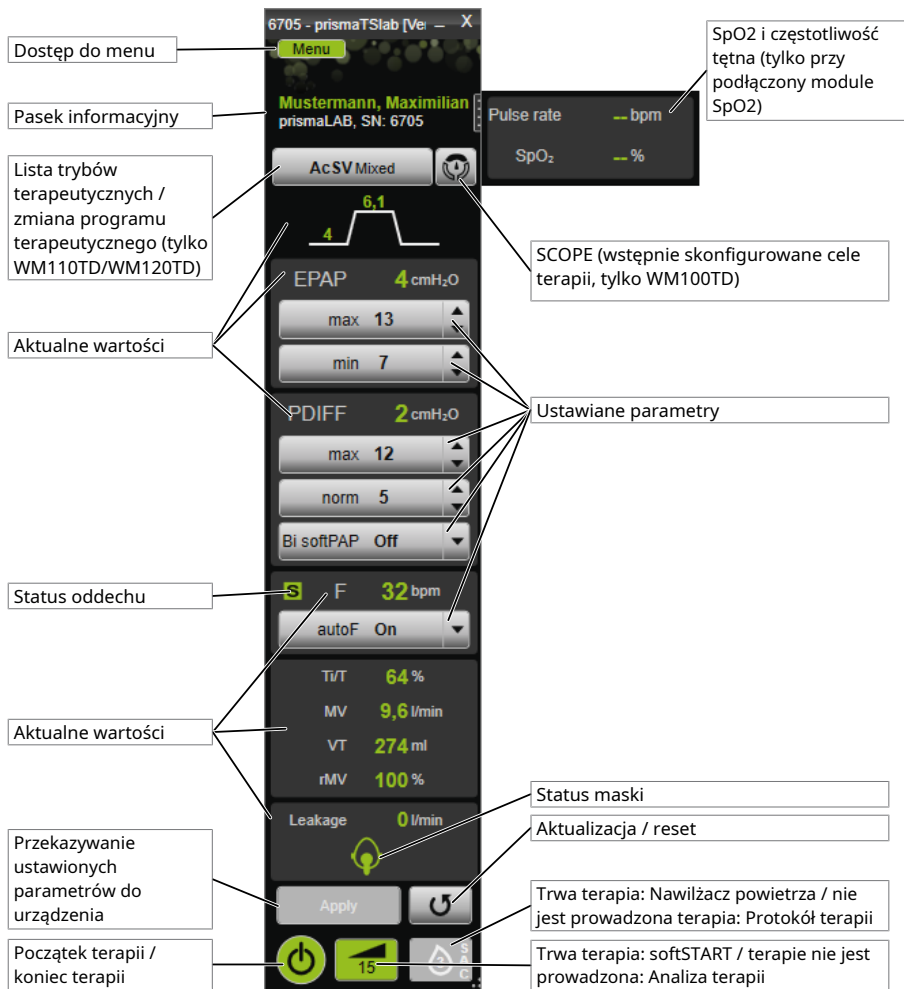 6705 - prismaTSlab [Ve
X
Menu
Dostęp do menu
SpO2 i częstotliwość
tętna (tylko przy
podłączony module
SpO2)
Pasek informacyjny
Mustermann, Maximilian
prismaLAB, SN: 6705
Pulse rate -- bpm
SpO₂ -- %
Lista trybów
terapeutycznych /
zmiana programu
terapeutycznego (tylko
WM110TD/WM120TD)
AcSV Mixed
6,1
4
SCOPE (wstępnie skonfigurowane cele
terapii, tylko WM100TD)
EPAP 4 cmH₂O
max 13
min 7
Aktualne wartości
PDIFF 2 cmH₂O
Ustawiane parametry
max 12
norm 5
Bi softPAP Off
Status oddechu
S F 32 bpm
autoF On
Ti/T 64 %
MV 9,6 l/min
Aktualne wartości
VT 274 ml
rMV 100 %
Status maski
Leakage 0 l/min
Aktualizacja / reset
Przekazywanie
ustawionych
parametrów do
urządzenia
Apply
Trwa terapia: Nawilżacz powietrza / nie
jest prowadzona terapia: Protokół terapii
Początek terapii /
koniec terapii
15
3
SAC
Trwa terapia: softSTART / terapie nie jest
prowadzona: Analiza terapii